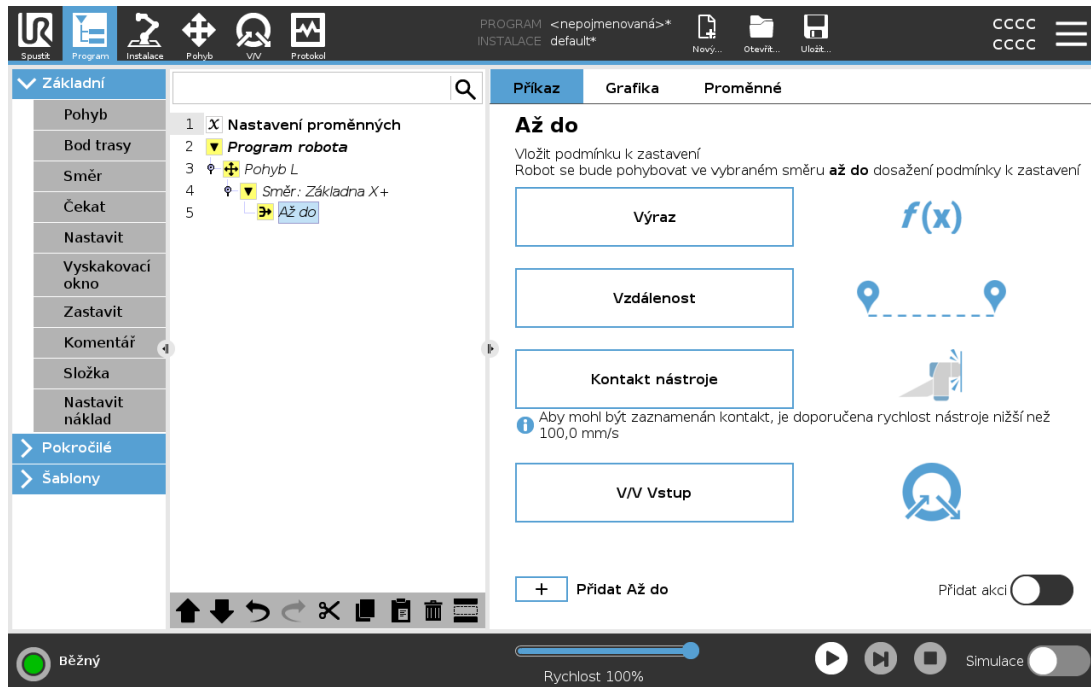 UR
PROGRAM <nepojmenovaná>*
INSTALACE default*
CCCC
CCCC
Spustit Program Instalace Pohyb V/V Protokol Nový... Otevřít... Uložit...
Základní
Pohyb
Bod trasy
Směr
Čekat
Nastavit
Vyskakovací
okno
Zastavit
Komentář
Složka
Nastavit
náklad
Pokročilé
Šablony
1 X Nastavení proměnných
2 Program robota
3 Pohyb L
4 Směr: Základna X+
5 Až do
Příkaz Grafika Proměnné
Až do
Vložit podmínku k zastavení
Robot se bude pohybovat ve vybraném směru až do dosažení podmínky k zastavení
Výraz f(x)
Vzdálenost
Kontakt nástroje
Aby mohl být zaznamenán kontakt, je doporučena rychlost nástroje nižší než
100,0 mm/s
V/V Vstup
+ Přidat Až do
Přidat akci
Běžný
Rychlost 100%
Simulace